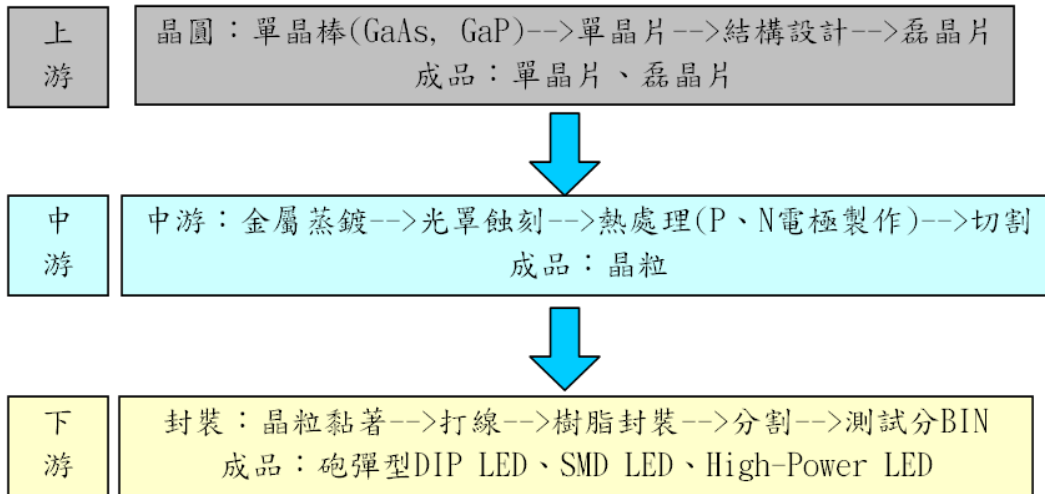 上
游
晶圓：單晶棒(GaAs, GaP)-->單晶片-->結構設計-->磊晶片
成品：單晶片、磊晶片
中
游
中游：金屬蒸鍍-->光罩蝕刻-->熱處理(P、N電極製作)-->切割
成品：晶粒
下
游
封裝：晶粒黏著-->打線-->樹脂封裝-->分割-->測試分BIN
成品：砲彈型DIP LED、SMD LED、High-Power LED